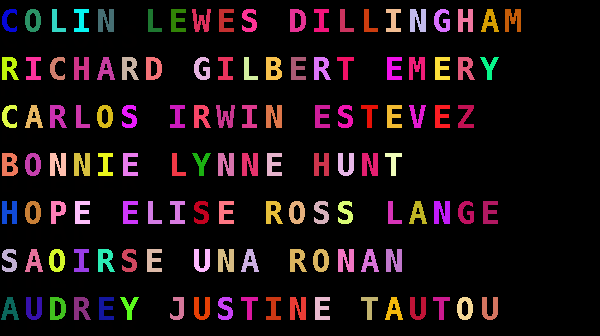 COLIN LEWES DILLINGHAM
RICHARD GILBERT EMERY
CARLOS IRWIN ESTEVEZ
BONNIE LYNNE HUNT
HOPE ELISE ROSS LANGE
SAOIRSE UNA RONAN
AUDREY JUSTINE TAUTOU